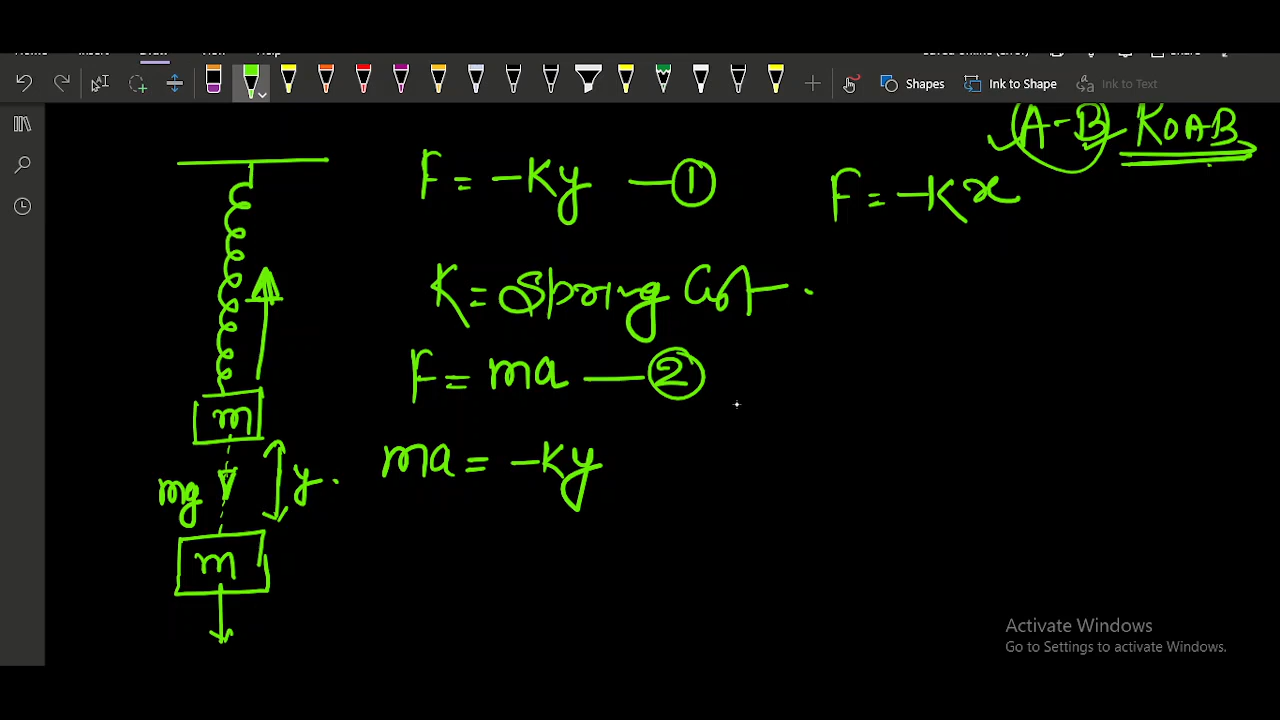 Ink to Shape
Shapes
Ink to Text
(A-B) KOAB
F = -Ky — ①
F = -Kx
K = Spring Cot.
F = ma — ②
m
ma = -Ky
mg
y.
m
Activate Windows
Go to Settings to activate Windows.